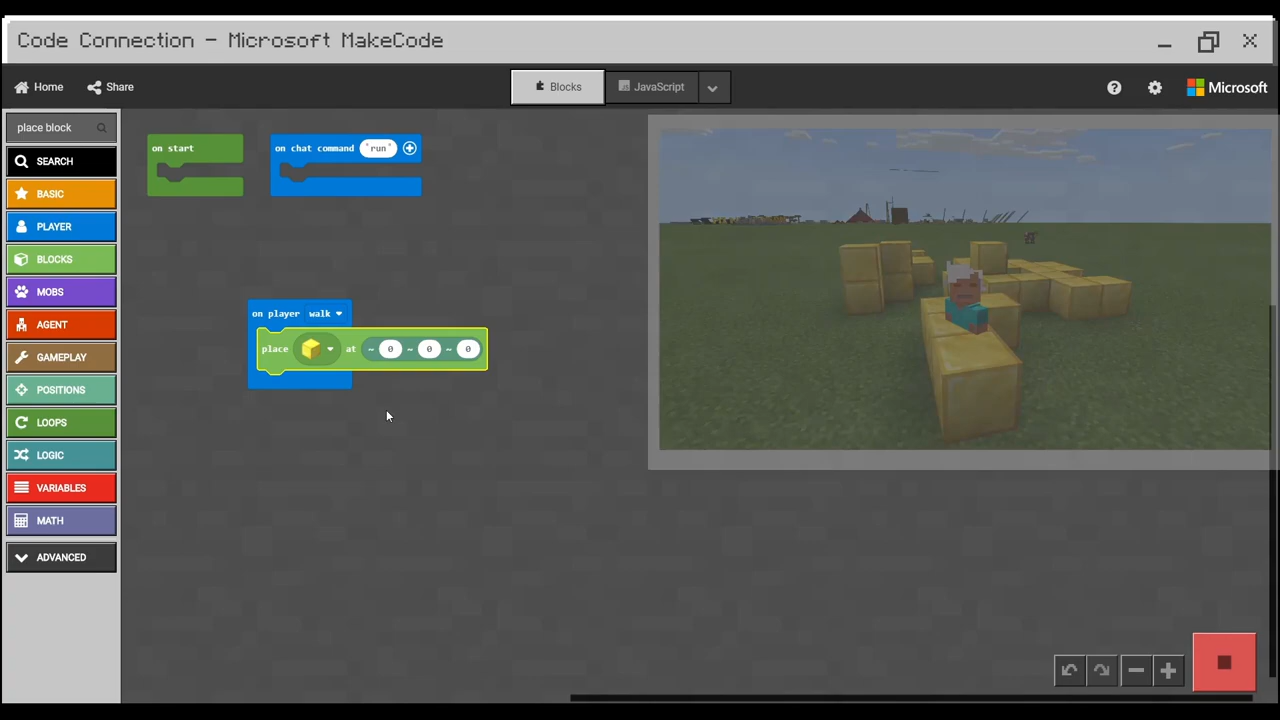 Code Connection - Microsoft MakeCode
Home
Share
Blocks
JavaScript
Microsoft
place block
SEARCH
BASIC
PLAYER
BLOCKS
MOBS
AGENT
GAMEPLAY
POSITIONS
LOOPS
LOGIC
VARIABLES
MATH
ADVANCED
on start
on chat command "run"
on player walk
place at ~ 0 ~ 0 ~ 0